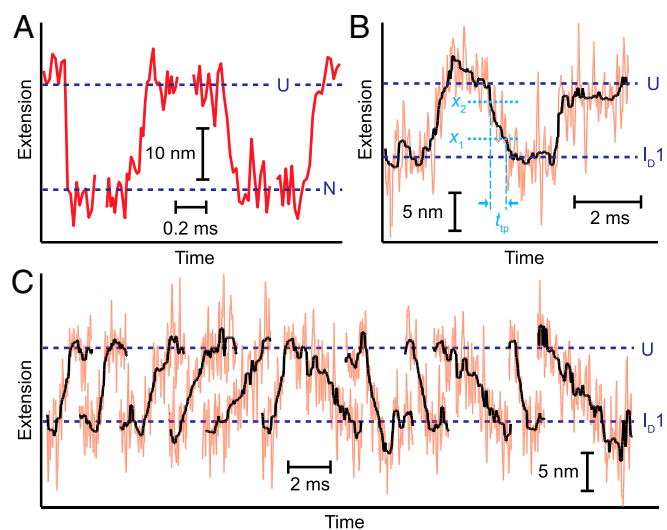 A
Extension
U
10 nm
N
0.2 ms
Time
B
Extension
U
x2
x1
ID1
5 nm
2 ms
ttp
Time
C
Extension
U
ID1
2 ms
5 nm
Time